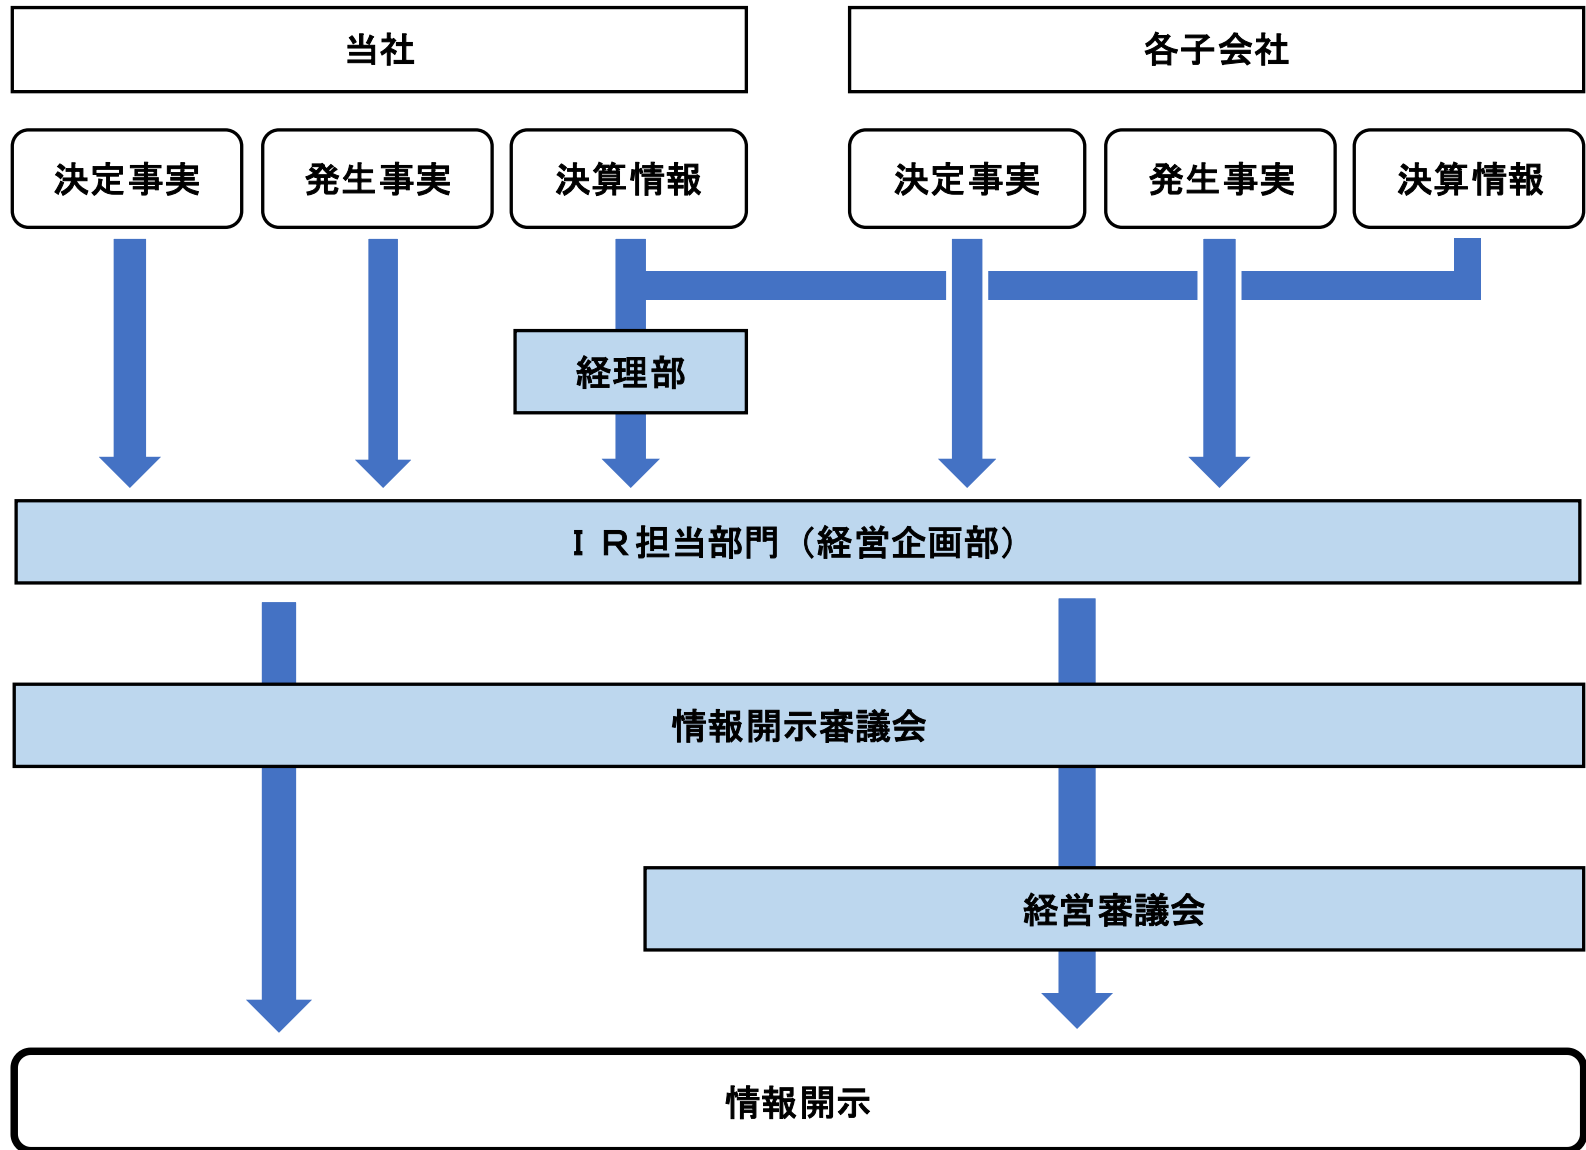 当社
各子会社
決定事実
発生事実
決算情報
決定事実
発生事実
決算情報
経理部
ＩＲ担当部門（経営企画部）
情報開示審議会
経営審議会
情報開示